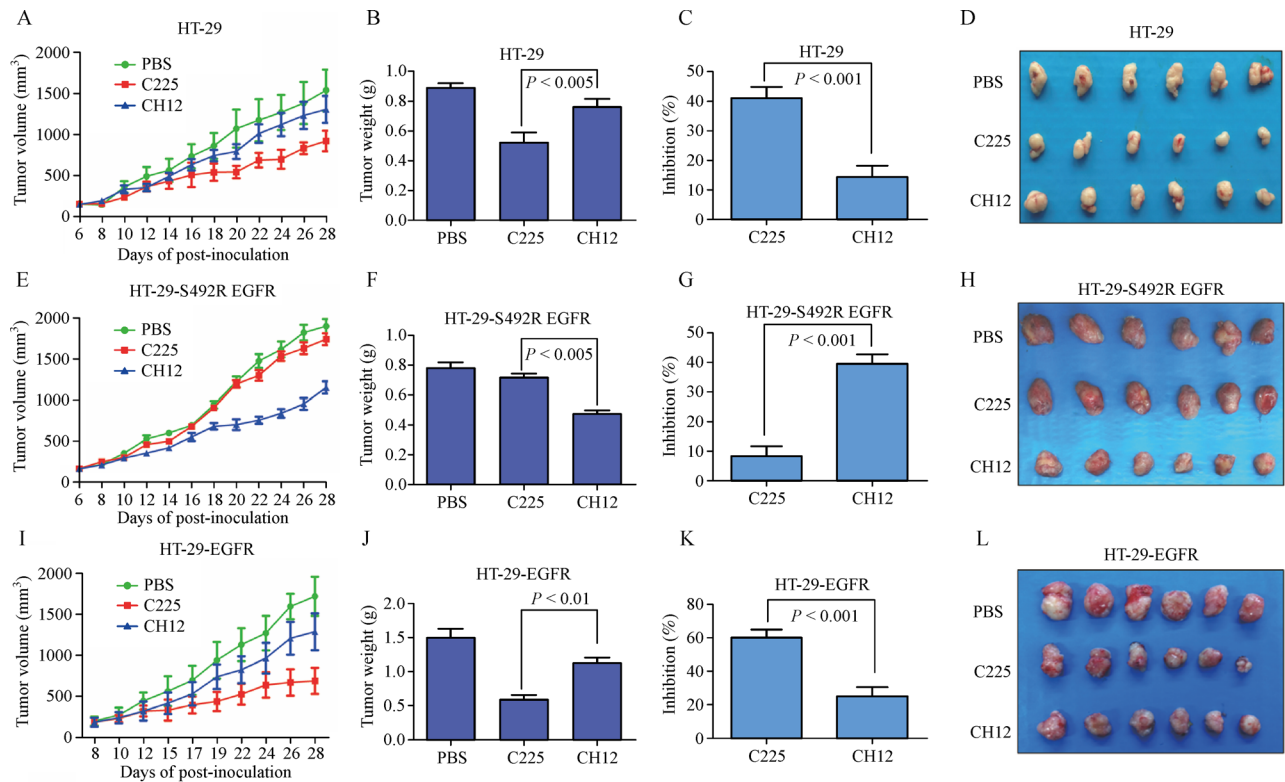 A
HT-29
2000
1500
1000
500
0
Tumor volume (mm³)
PBS
C225
CH12
6 8 10 12 14 16 18 20 22 24 26 28
Days of post-inoculation
B
HT-29
P < 0.005
1.0
0.8
0.6
0.4
0.2
0.0
Tumor weight (g)
PBS C225 CH12
C
HT-29
P < 0.001
50
40
30
20
10
0
Inhibition (%)
C225 CH12
D
HT-29
PBS
C225
CH12
E
HT-29-S492R EGFR
2000
1500
1000
500
0
Tumor volume (mm³)
PBS
C225
CH12
6 8 10 12 14 16 18 20 22 24 26 28
Days of post-inoculation
F
HT-29-S492R EGFR
P < 0.005
1.0
0.8
0.6
0.4
0.2
0.0
Tumor weight (g)
PBS C225 CH12
G
HT-29-S492R EGFR
P < 0.001
50
40
30
20
10
0
Inhibition (%)
C225 CH12
H
HT-29-S492R EGFR
PBS
C225
CH12
I
HT-29-EGFR
2000
1500
1000
500
0
Tumor volume (mm³)
PBS
C225
CH12
8 10 12 15 17 19 22 24 26 28
Days of post-inoculation
J
HT-29-EGFR
P < 0.01
2.0
1.5
1.0
0.5
0.0
Tumor weight (g)
PBS C225 CH12
K
HT-29-EGFR
P < 0.001
80
60
40
20
0
Inhibition (%)
C225 CH12
L
HT-29-EGFR
PBS
C225
CH12